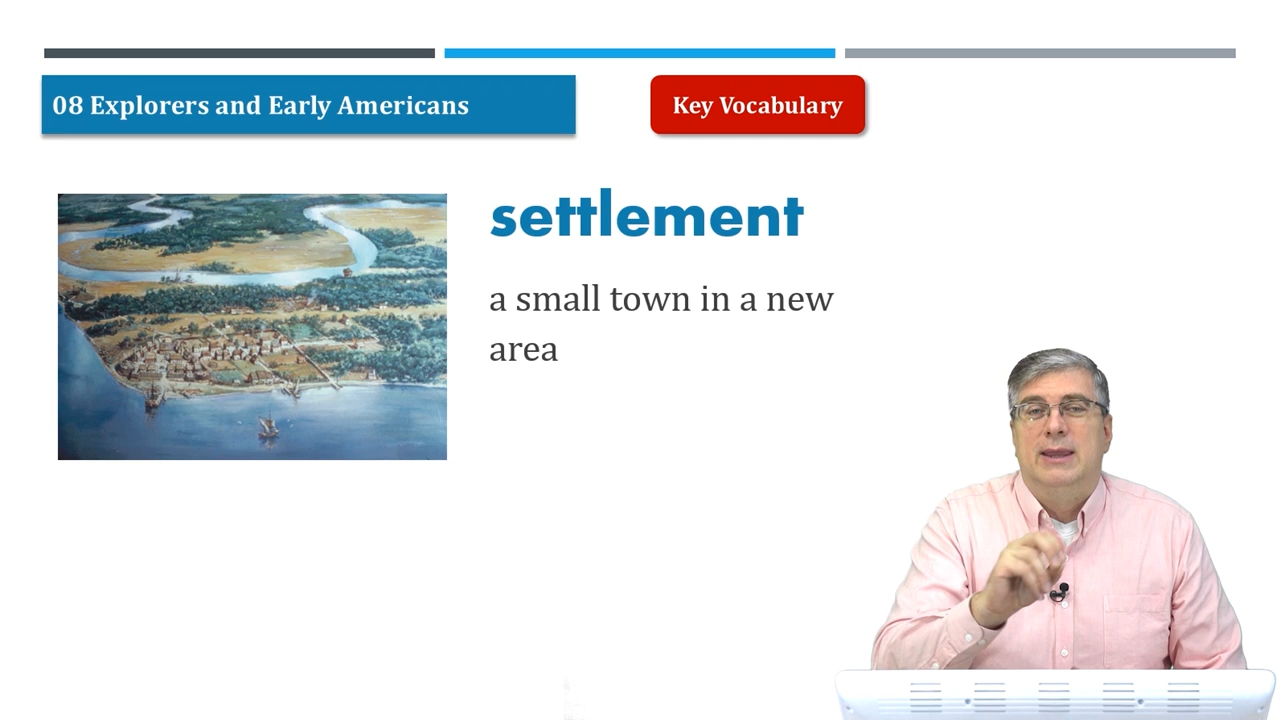 08 Explorers and Early Americans
Key Vocabulary
settlement
a small town in a new
area